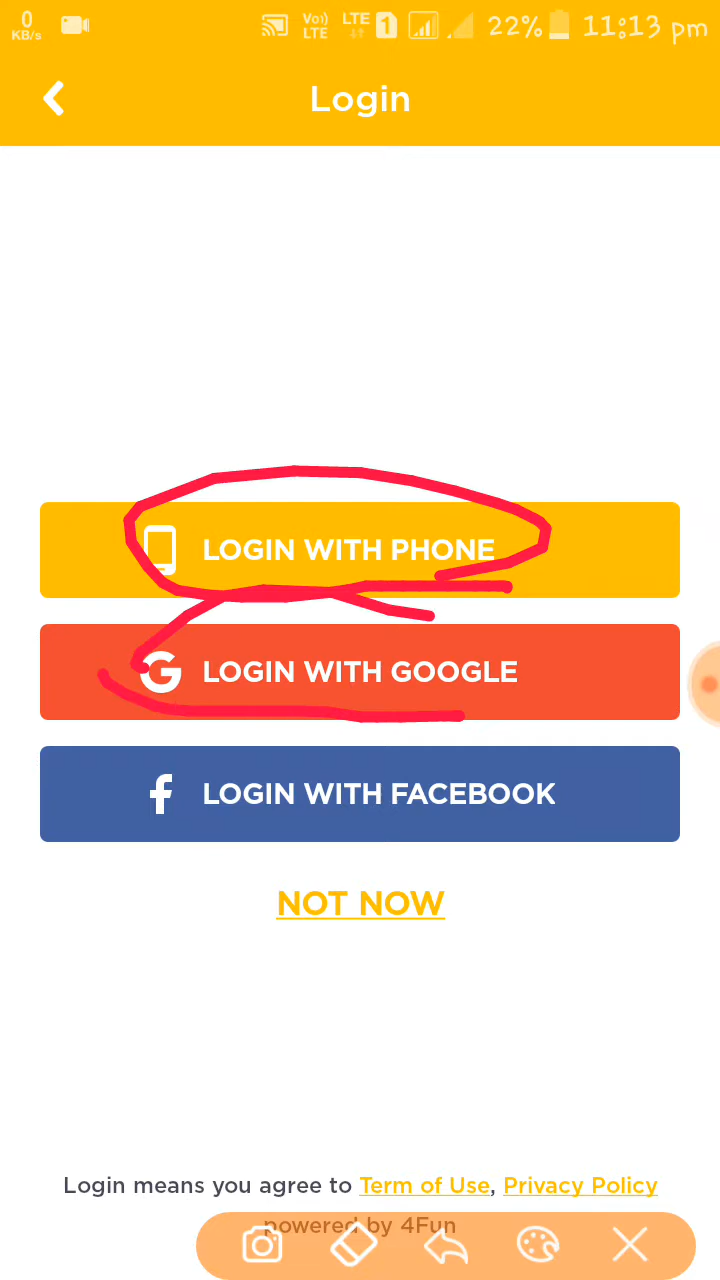 0
KB/s
Vo))
LTE
LTE
1
22%
11:13 pm
Login
LOGIN WITH PHONE
LOGIN WITH GOOGLE
LOGIN WITH FACEBOOK
NOT NOW
Login means you agree to Term of Use, Privacy Policy
powered by 4Fun